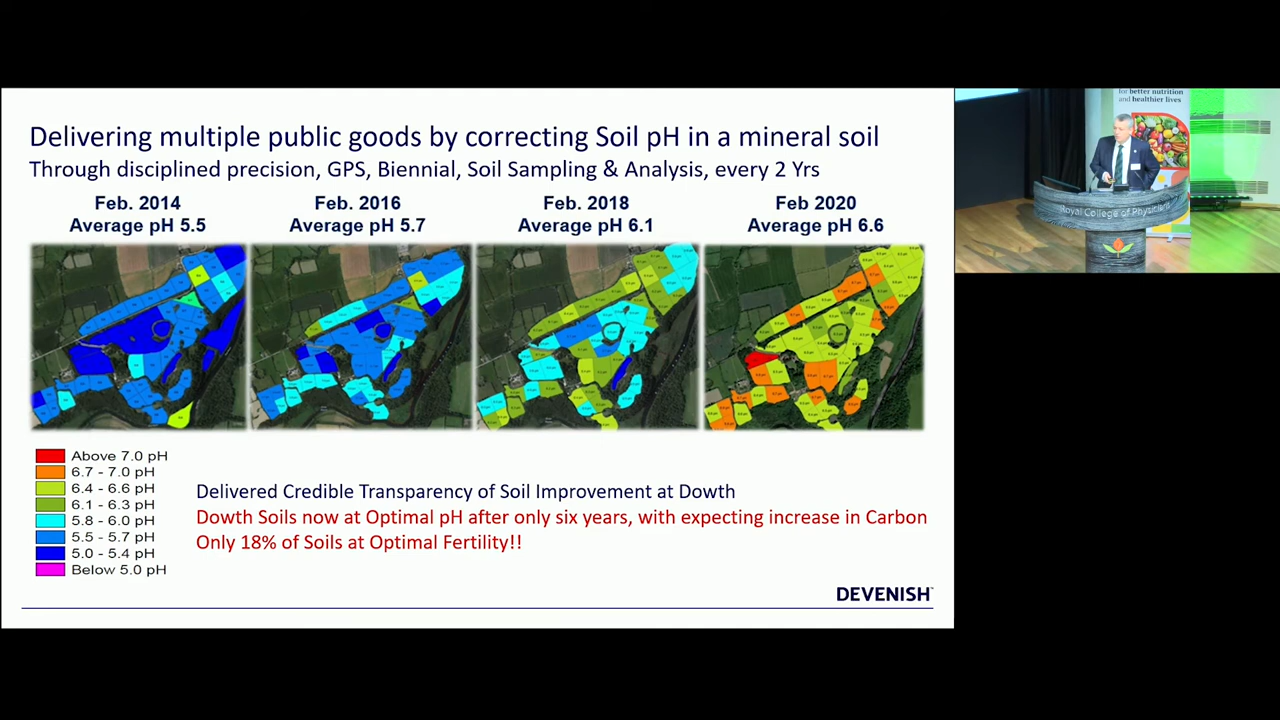 Delivering multiple public goods by correcting Soil pH in a mineral soil
Through disciplined precision, GPS, Biennial, Soil Sampling & Analysis, every 2 Yrs
Feb. 2014
Average pH 5.5
Feb. 2016
Average pH 5.7
Feb. 2018
Average pH 6.1
Feb 2020
Average pH 6.6
Above 7.0 pH
6.7 - 7.0 pH
6.4 - 6.6 pH
6.1 - 6.3 pH
5.8 - 6.0 pH
5.5 - 5.7 pH
5.0 - 5.4 pH
Below 5.0 pH
Delivered Credible Transparency of Soil Improvement at Dowth
Dowth Soils now at Optimal pH after only six years, with expecting increase in Carbon
Only 18% of Soils at Optimal Fertility!!
DEVENISH
for better nutrition
and healthier lives
Royal College of